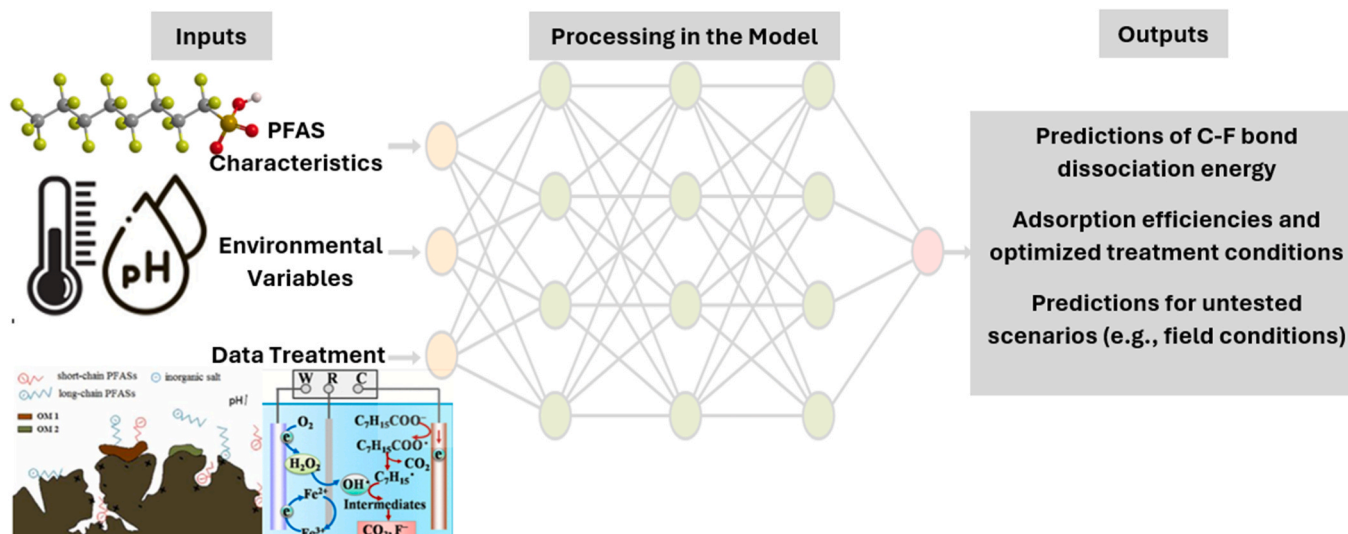 Inputs
Processing in the Model
Outputs
PFAS
Characteristics
pH
Environmental
Variables
Data Treatment
Predictions of C-F bond
dissociation energy
Adsorption efficiencies and
optimized treatment conditions
Predictions for untested
scenarios (e.g., field conditions)
short-chain PFASs
inorganic salt
long-chain PFASs
pH↑
OM 1
OM 2
W R C
O₂
e
H₂O₂
Fe²⁺
e
Fe³⁺
OH•
C₇H₁₅COO⁻
C₇H₁₅COO•
CO₂
C₇H₁₅•
e
Intermediates
CO₂, F⁻